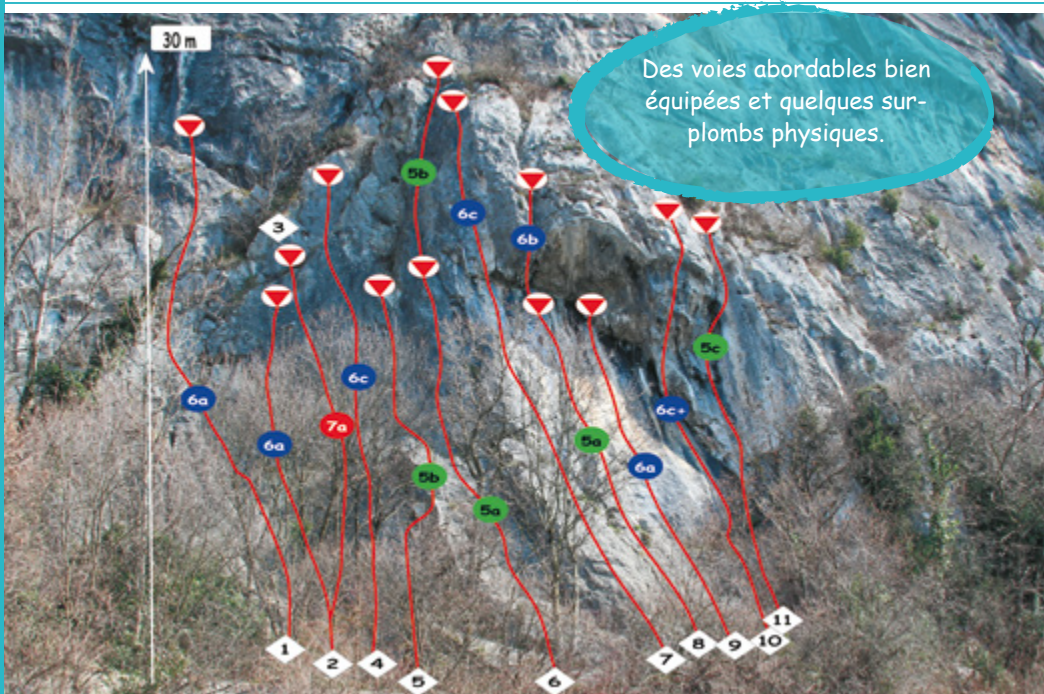 30 m
Des voies abordables bien
équipées et quelques sur-
plombs physiques.
5b
6c
3
6b
5c
6c
6a
6c+
7a
6a
5a
6a
5b
5a
11
10
9
8
7
1
2
4
5
6